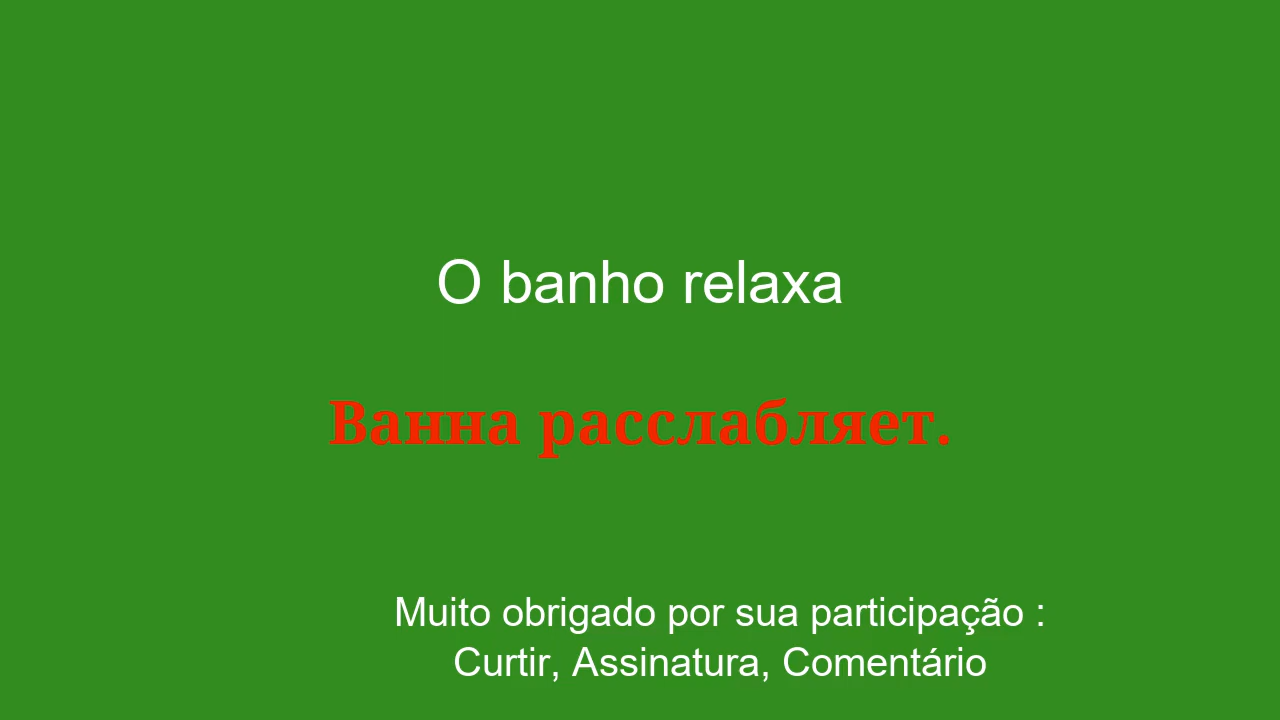 O banho relaxa
Ванна расслабляет.
Muito obrigado por sua participação :
Curtir, Assinatura, Comentário